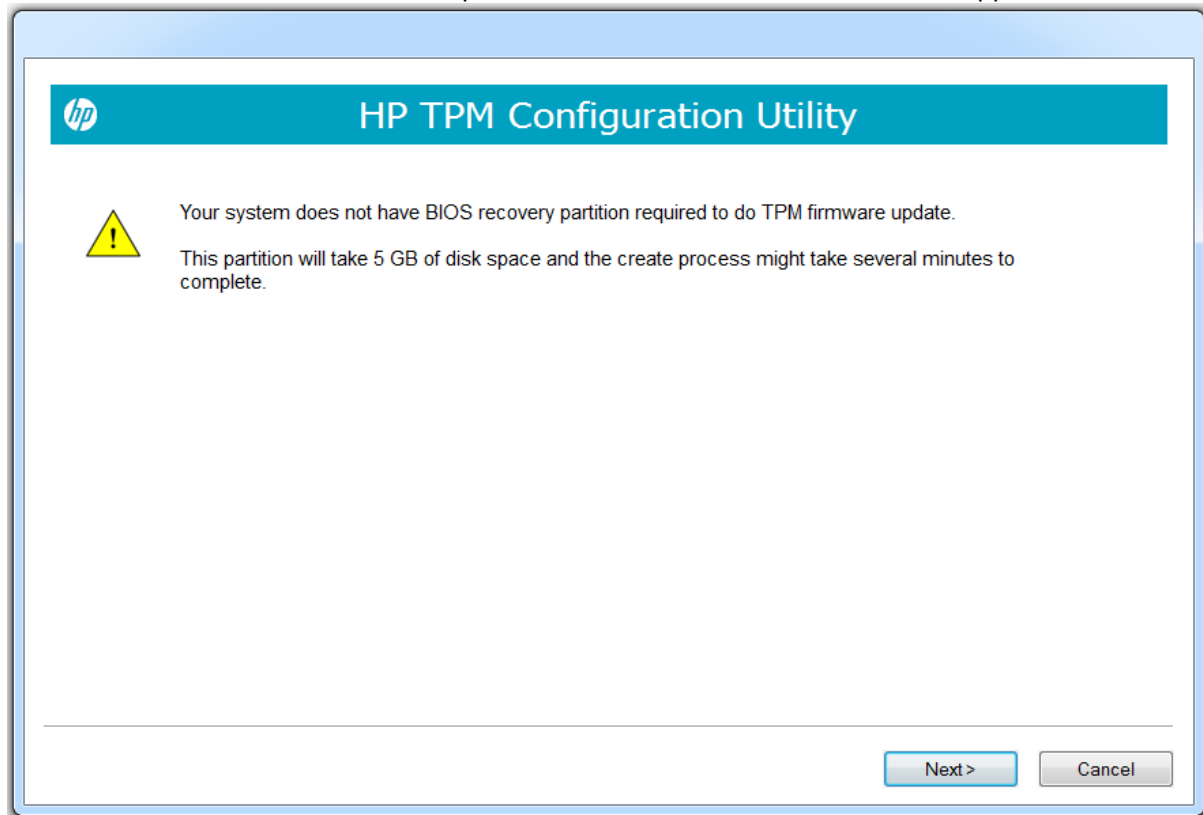 hp
HP TPM Configuration Utility
Your system does not have BIOS recovery partition required to do TPM firmware update.
This partition will take 5 GB of disk space and the create process might take several minutes to
complete.
Next >
Cancel